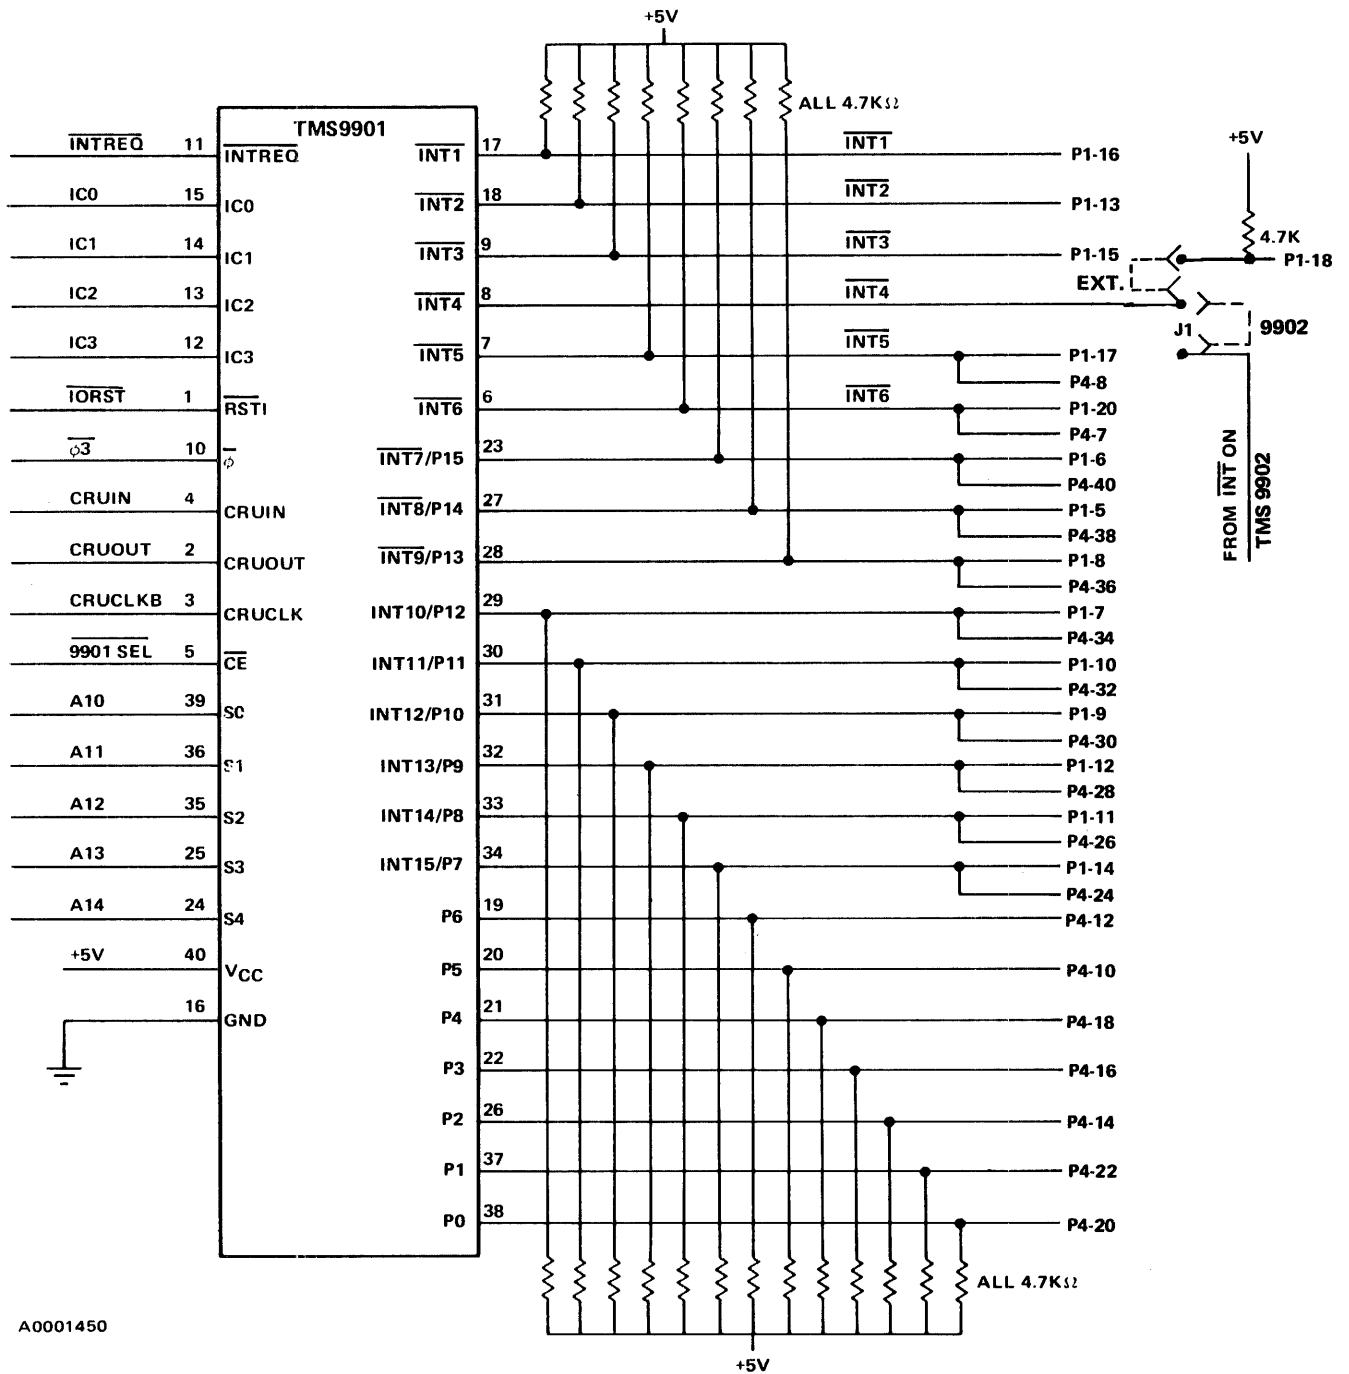 +5V
ALL 4.7KΩ
TMS9901
INTREQ 11 INTREQ INT1 17 INT1 P1-16
+5V
IC0 15 IC0 INT2 18 INT2 P1-13
IC1 14 IC1 INT3 9 INT3 P1-15
4.7K
P1-18
EXT.
IC2 13 IC2 INT4 8 INT4
J1 9902
IC3 12 IC3 INT5 7 INT5 P1-17
P4-8
IORST 1 RSTI INT6 6 INT6 P1-20
P4-7
φ3 10 φ INT7/P15 23 P1-6
P4-40
CRUIN 4 CRUIN INT8/P14 27 P1-5
P4-38
FROM INT ON
TMS 9902
CRUOUT 2 CRUOUT INT9/P13 28 P1-8
P4-36
CRUCLKB 3 CRUCLK INT10/P12 29 P1-7
P4-34
9901 SEL 5 CE INT11/P11 30 P1-10
P4-32
A10 39 S0 INT12/P10 31 P1-9
P4-30
A11 36 S1 INT13/P9 32 P1-12
P4-28
A12 35 S2 INT14/P8 33 P1-11
P4-26
A13 25 S3 INT15/P7 34 P1-14
P4-24
A14 24 S4 P6 19 P4-12
+5V 40 VCC P5 20 P4-10
16 GND P4 21 P4-18
P3 22 P4-16
P2 26 P4-14
P1 37 P4-22
P0 38 P4-20
ALL 4.7KΩ
A0001450
+5V